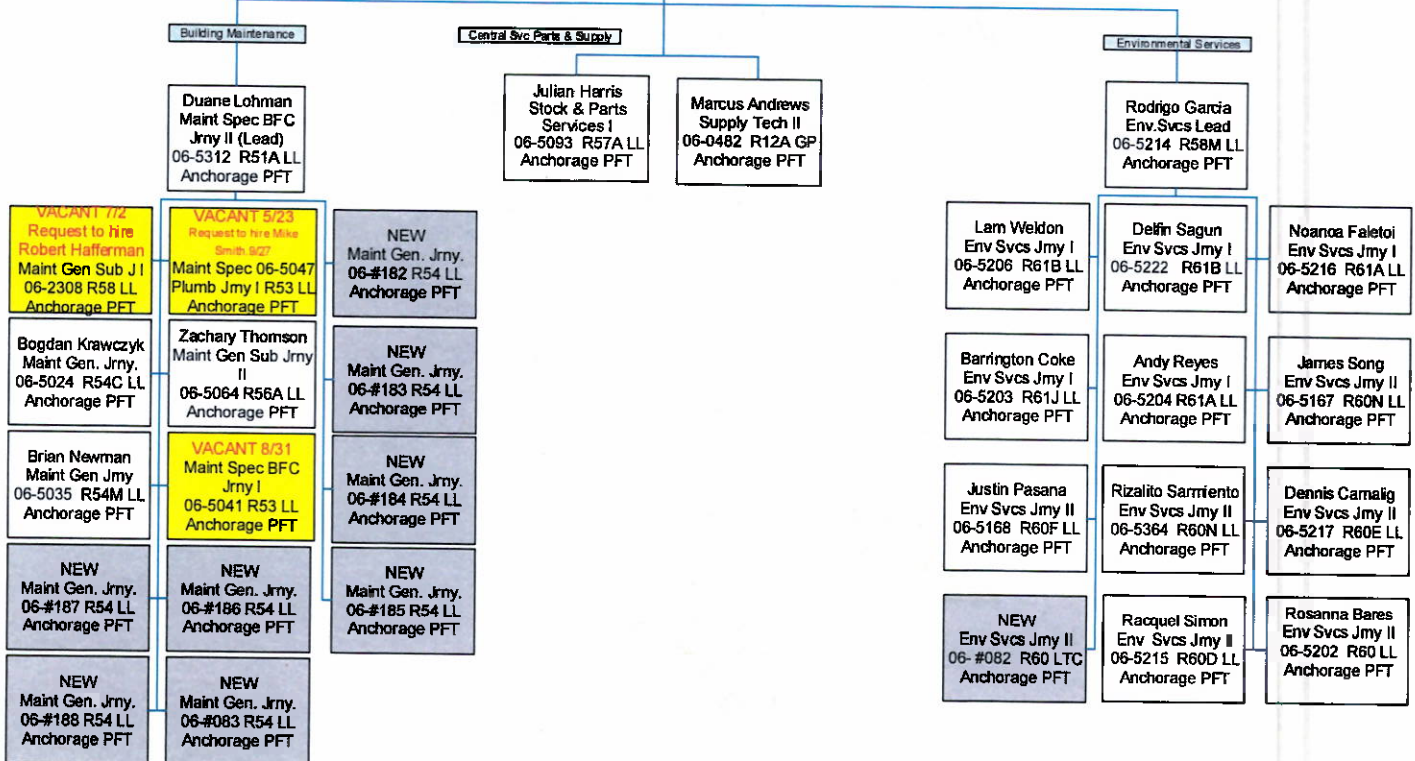 Building Maintenance
Duane Lohman
Maint Spec BFC
Jrny II (Lead)
06-5312 R51A LL
Anchorage PFT
VACANT 7/2
Request to hire
Robert Hafferman
Maint Gen Sub J I
06-2308 R58 LL
Anchorage PFT
VACANT 5/23
Request to hire Mike
Smith 9/27
Maint Spec 06-5047
Plumb Jrny I R53 LL
Anchorage PFT
NEW
Maint Gen. Jrny.
06-#182 R54 LL
Anchorage PFT
Bogdan Krawczyk
Maint Gen. Jrny.
06-5024 R54C LL
Anchorage PFT
Zachary Thomson
Maint Gen Sub Jrny
II
06-5064 R56A LL
Anchorage PFT
NEW
Maint Gen. Jrny.
06-#183 R54 LL
Anchorage PFT
Brian Newman
Maint Gen Jrny
06-5035 R54M LL
Anchorage PFT
VACANT 8/31
Maint Spec BFC
Jrny I
06-5041 R53 LL
Anchorage PFT
NEW
Maint Gen. Jrny.
06-#184 R54 LL
Anchorage PFT
NEW
Maint Gen. Jrny.
06-#187 R54 LL
Anchorage PFT
NEW
Maint Gen. Jrny.
06-#186 R54 LL
Anchorage PFT
NEW
Maint Gen. Jrny.
06-#185 R54 LL
Anchorage PFT
NEW
Maint Gen. Jrny.
06-#188 R54 LL
Anchorage PFT
NEW
Maint Gen. Jrny.
06-#083 R54 LL
Anchorage PFT
Central Svc Parts & Supply
Julian Harris
Stock & Parts
Services I
06-5093 R57A LL
Anchorage PFT
Marcus Andrews
Supply Tech II
06-0482 R12A GP
Anchorage PFT
Environmental Services
Rodrigo Garcia
Env.Svcs Lead
06-5214 R58M LL
Anchorage PFT
Lam Weldon
Env Svcs Jrny I
06-5206 R61B LL
Anchorage PFT
Delfin Sagun
Env Svcs Jrny I
06-5222 R61B LL
Anchorage PFT
Noanoa Faletoi
Env Svcs Jrny I
06-5216 R61A LL
Anchorage PFT
Barrington Coke
Env Svcs Jrny I
06-5203 R61J LL
Anchorage PFT
Andy Reyes
Env Svcs Jrny I
06-5204 R61A LL
Anchorage PFT
James Song
Env Svcs Jrny II
06-5167 R60N LL
Anchorage PFT
Justin Pasana
Env Svcs Jrny II
06-5168 R60F LL
Anchorage PFT
Rizalito Sarmiento
Env Svcs Jrny II
06-5364 R60N LL
Anchorage PFT
Dennis Camalig
Env Svcs Jrny II
06-5217 R60E LL
Anchorage PFT
NEW
Env Svcs Jrny II
06- #082 R60 LTC
Anchorage PFT
Racquel Simon
Env Svcs Jrny II
06-5215 R60D LL
Anchorage PFT
Rosanna Bares
Env Svcs Jrny II
06-5202 R60 LL
Anchorage PFT